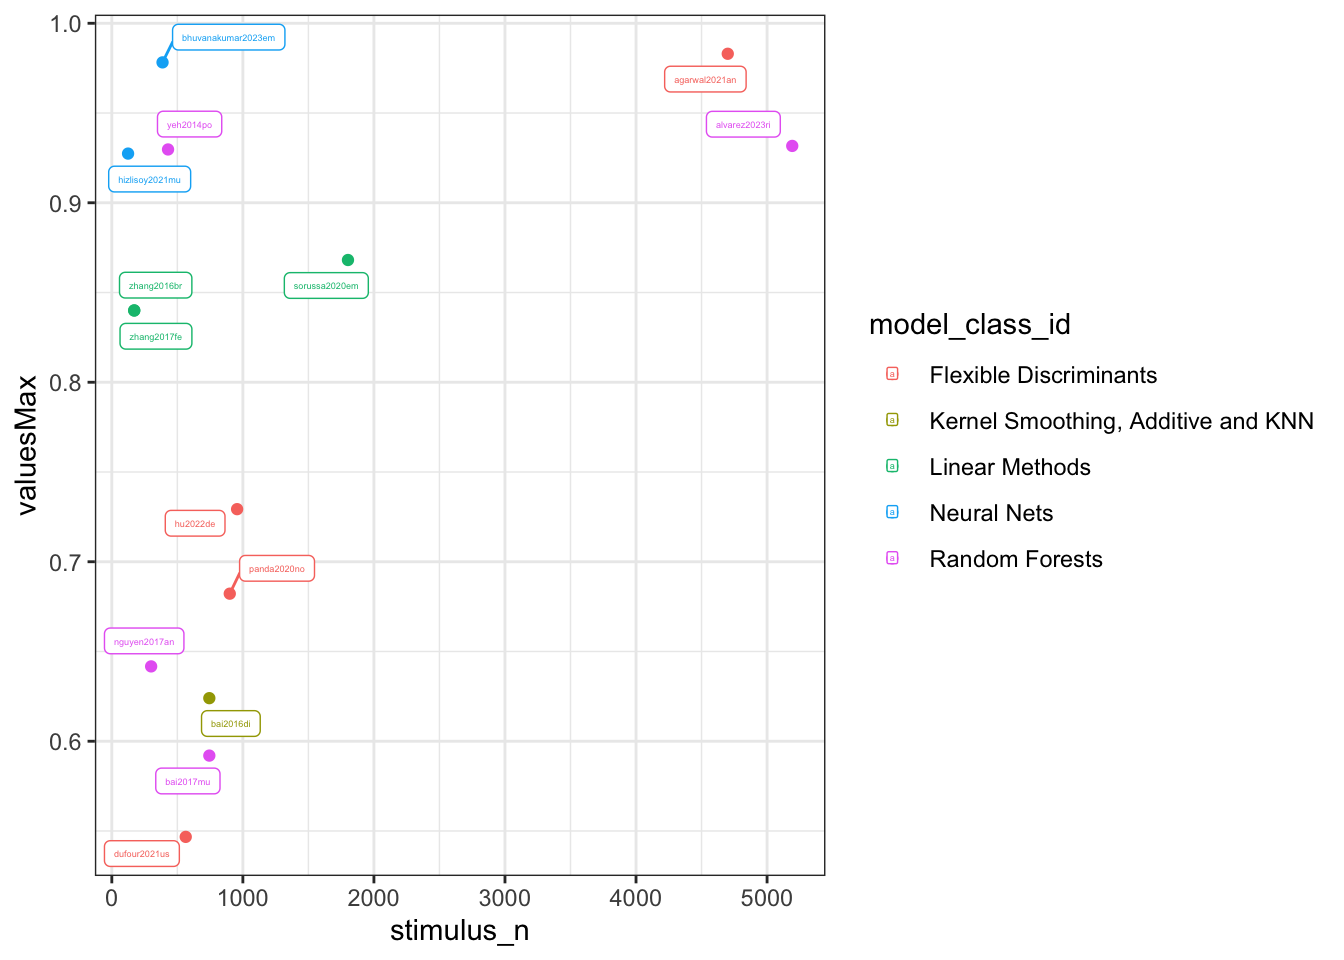 1.0
0.9
0.8
0.7
0.6
valuesMax
bhuvanakumar2023em
agarwal2021an
yeh2014po
alvarez2023ri
hizlisoy2021mu
zhang2016br
sorussa2020em
zhang2017fe
hu2022de
panda2020no
nguyen2017an
bai2016di
bai2017mu
dufour2021us
0
1000
2000
3000
4000
5000
stimulus_n
model_class_id
a Flexible Discriminants
a Kernel Smoothing, Additive and KNN
a Linear Methods
a Neural Nets
a Random Forests